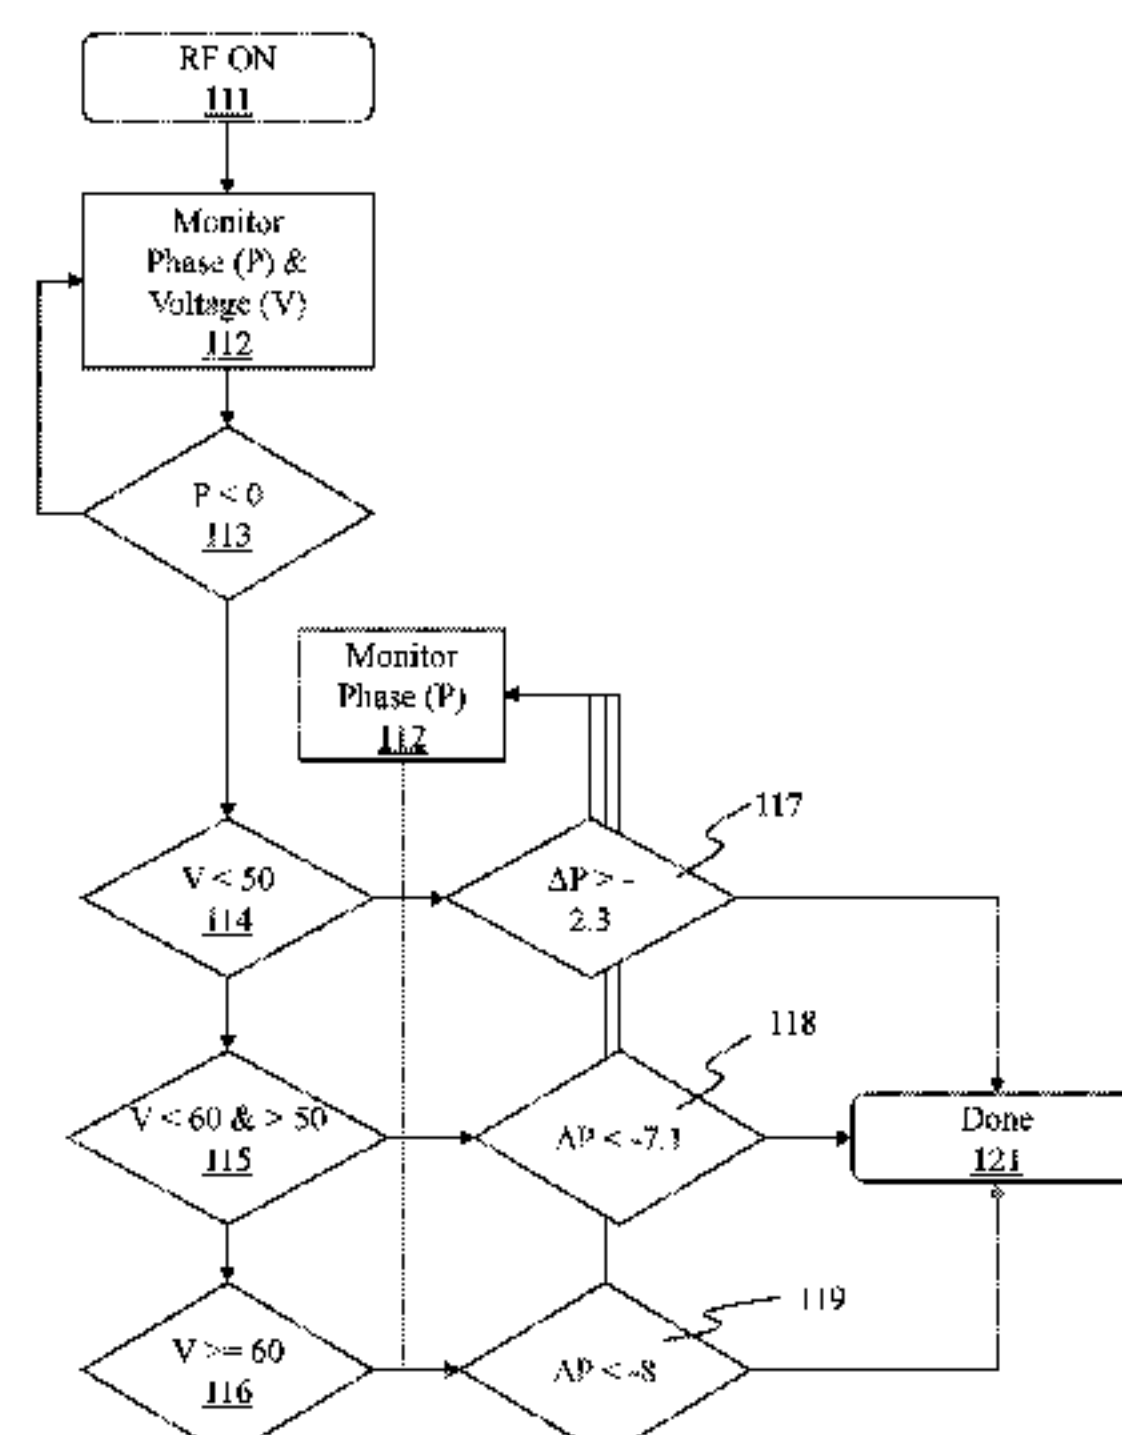 RF ON
111
Monitor
Phase (P) &
Voltage (V)
112
P < 0
113
Monitor
Phase (P)
112
117
V < 50
114
ΔP > -
2.3
118
V < 60 & > 50
115
ΔP < -7.1
Done
121
119
V >= 60
116
ΔP < -8